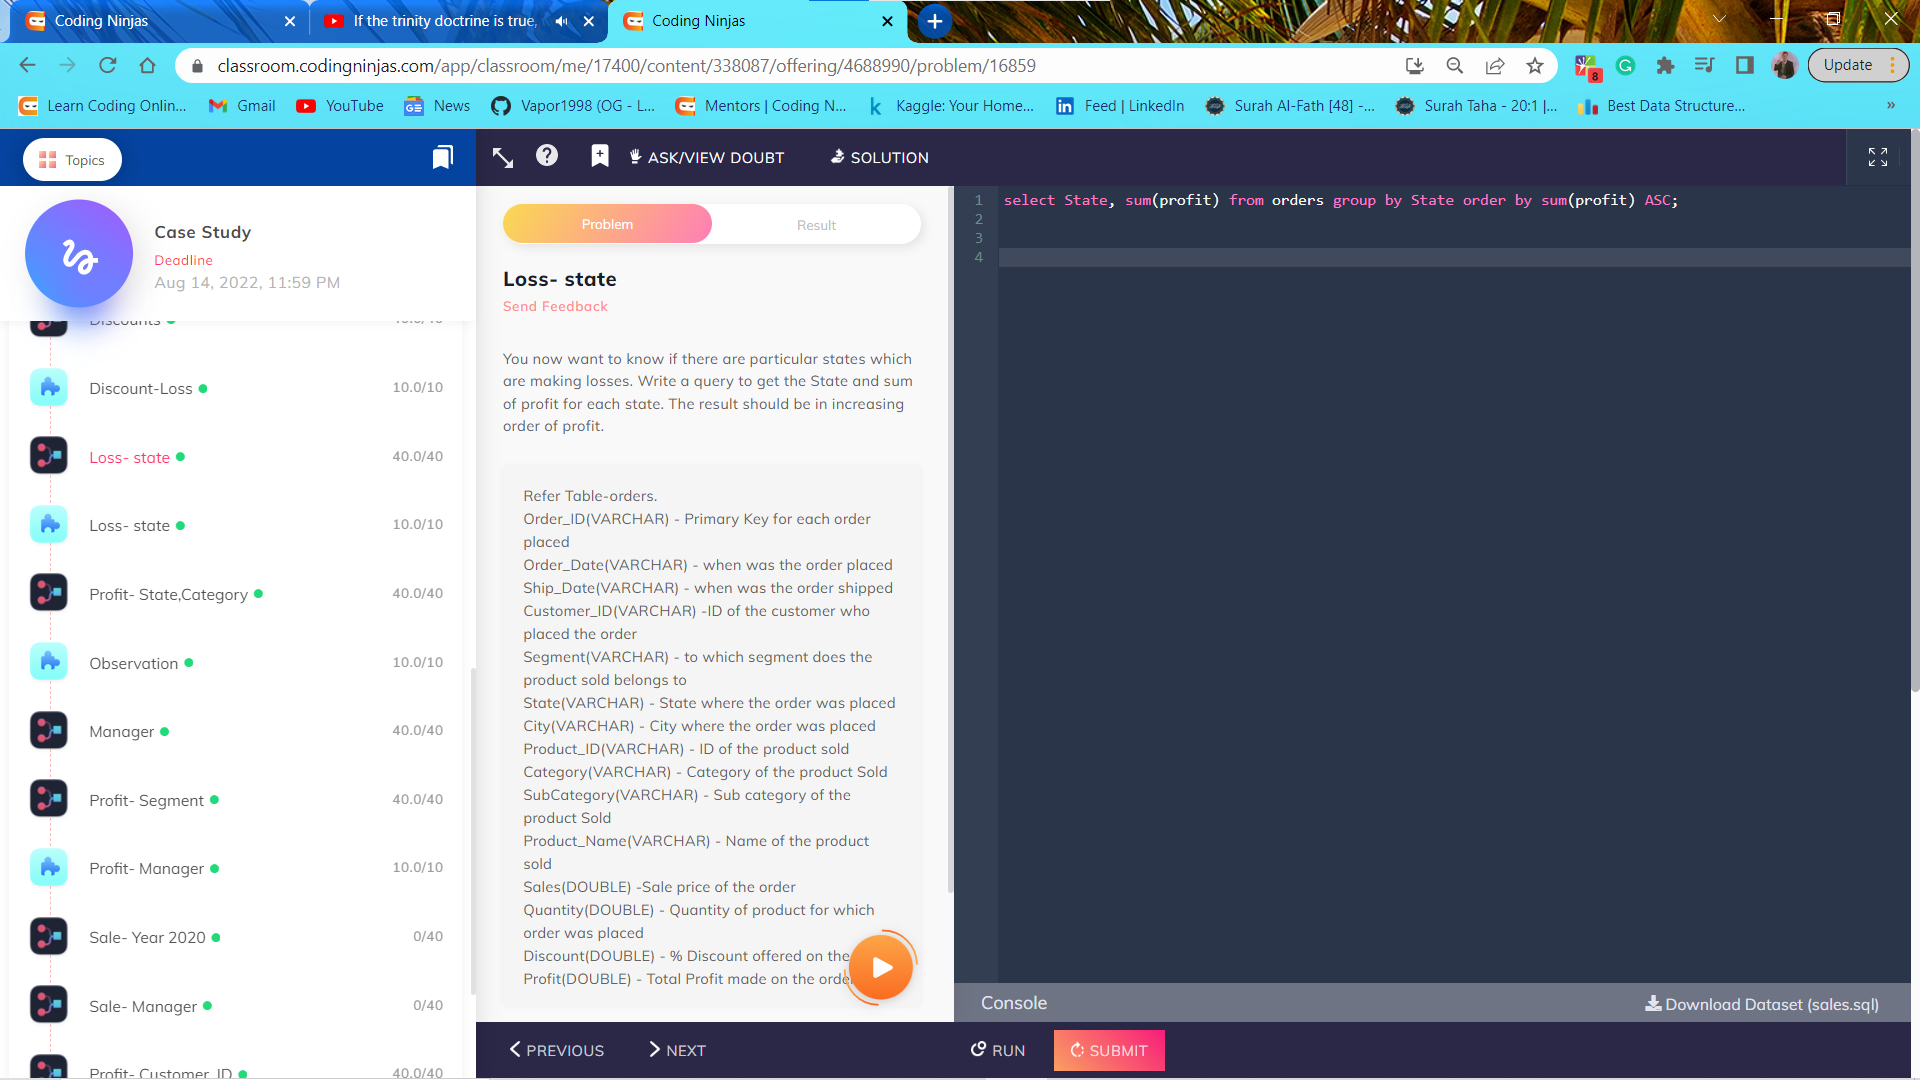 Coding Ninjas
If the trinity doctrine is true,
Coding Ninjas
classroom.codingninjas.com/app/classroom/me/17400/content/338087/offering/4688990/problem/16859
8
Update
Learn Coding Onlin...
Gmail
YouTube
News
Vapor1998 (OG - L...
Mentors | Coding N...
Kaggle: Your Home...
Feed | LinkedIn
Surah Al-Fath [48] -...
Surah Taha - 20:1 |...
Best Data Structure...
»
Topics
ASK/VIEW DOUBT
SOLUTION
Case Study
Deadline
Aug 14, 2022, 11:59 PM
Discounts
Discount-Loss 10.0/10
Loss- state 40.0/40
Loss- state 10.0/10
Profit- State,Category 40.0/40
Observation 10.0/10
Manager 40.0/40
Profit- Segment 40.0/40
Profit- Manager 10.0/10
Sale- Year 2020 0/40
Sale- Manager 0/40
Profit- Customer_ID 40.0/40
Problem
Result
Loss- state
Send Feedback
You now want to know if there are particular states which
are making losses. Write a query to get the State and sum
of profit for each state. The result should be in increasing
order of profit.
Refer Table-orders.
Order_ID(VARCHAR) - Primary Key for each order
placed
Order_Date(VARCHAR) - when was the order placed
Ship_Date(VARCHAR) - when was the order shipped
Customer_ID(VARCHAR) -ID of the customer who
placed the order
Segment(VARCHAR) - to which segment does the
product sold belongs to
State(VARCHAR) - State where the order was placed
City(VARCHAR) - City where the order was placed
Product_ID(VARCHAR) - ID of the product sold
Category(VARCHAR) - Category of the product Sold
SubCategory(VARCHAR) - Sub category of the
product Sold
Product_Name(VARCHAR) - Name of the product
sold
Sales(DOUBLE) -Sale price of the order
Quantity(DOUBLE) - Quantity of product for which
order was placed
Discount(DOUBLE) - % Discount offered on the
Profit(DOUBLE) - Total Profit made on the orde
1 select State, sum(profit) from orders group by State order by sum(profit) ASC;
2
3
4
Console
Download Dataset (sales.sql)
PREVIOUS
NEXT
RUN
SUBMIT